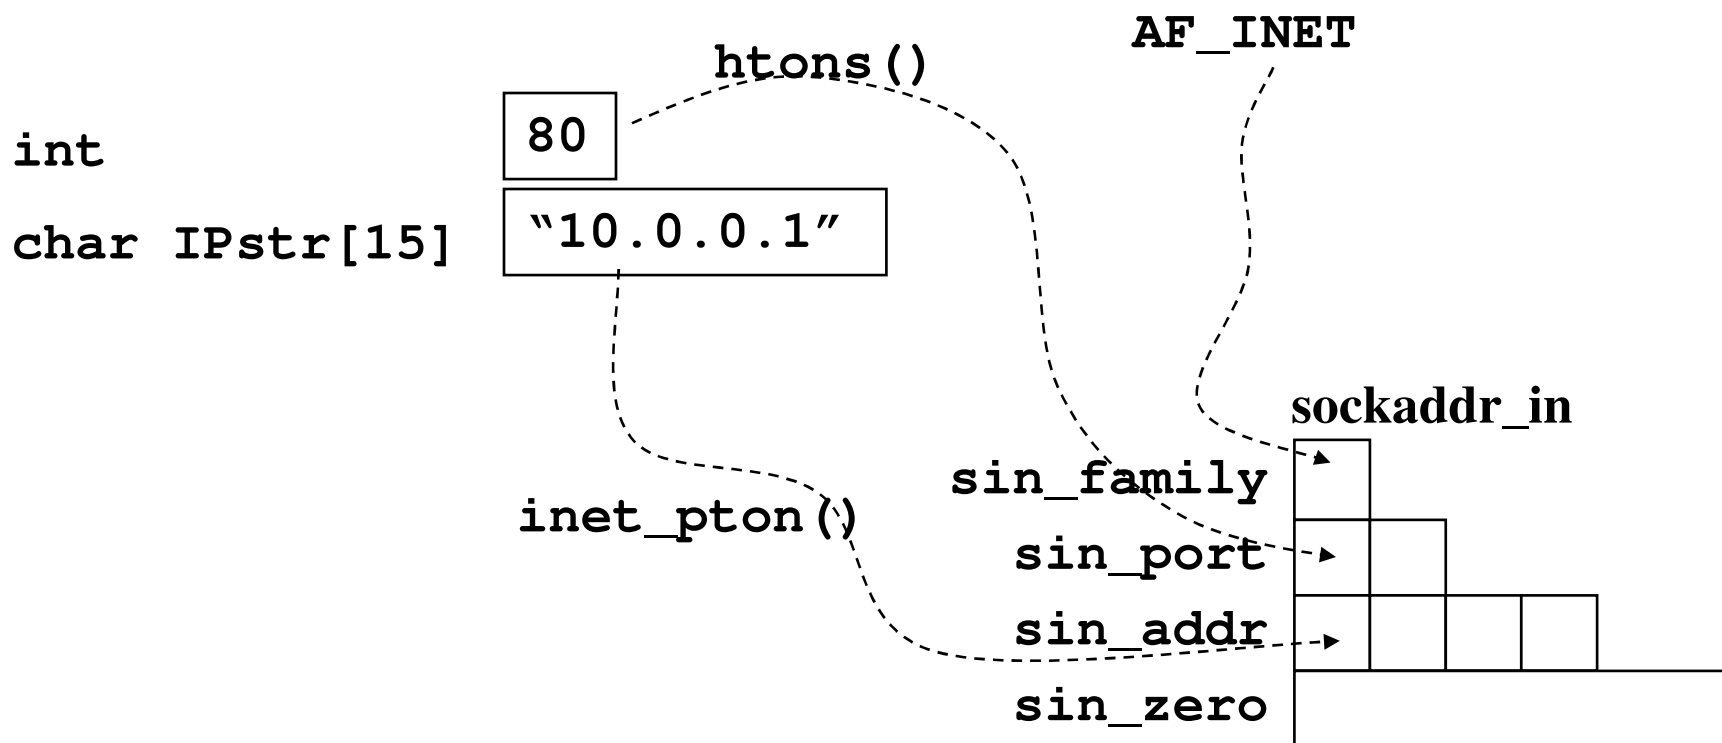 AF_INET
htons()
int
80
char IPstr[15]
“10.0.0.1”
sockaddr_in
sin_family
inet_pton()
sin_port
sin_addr
sin_zero